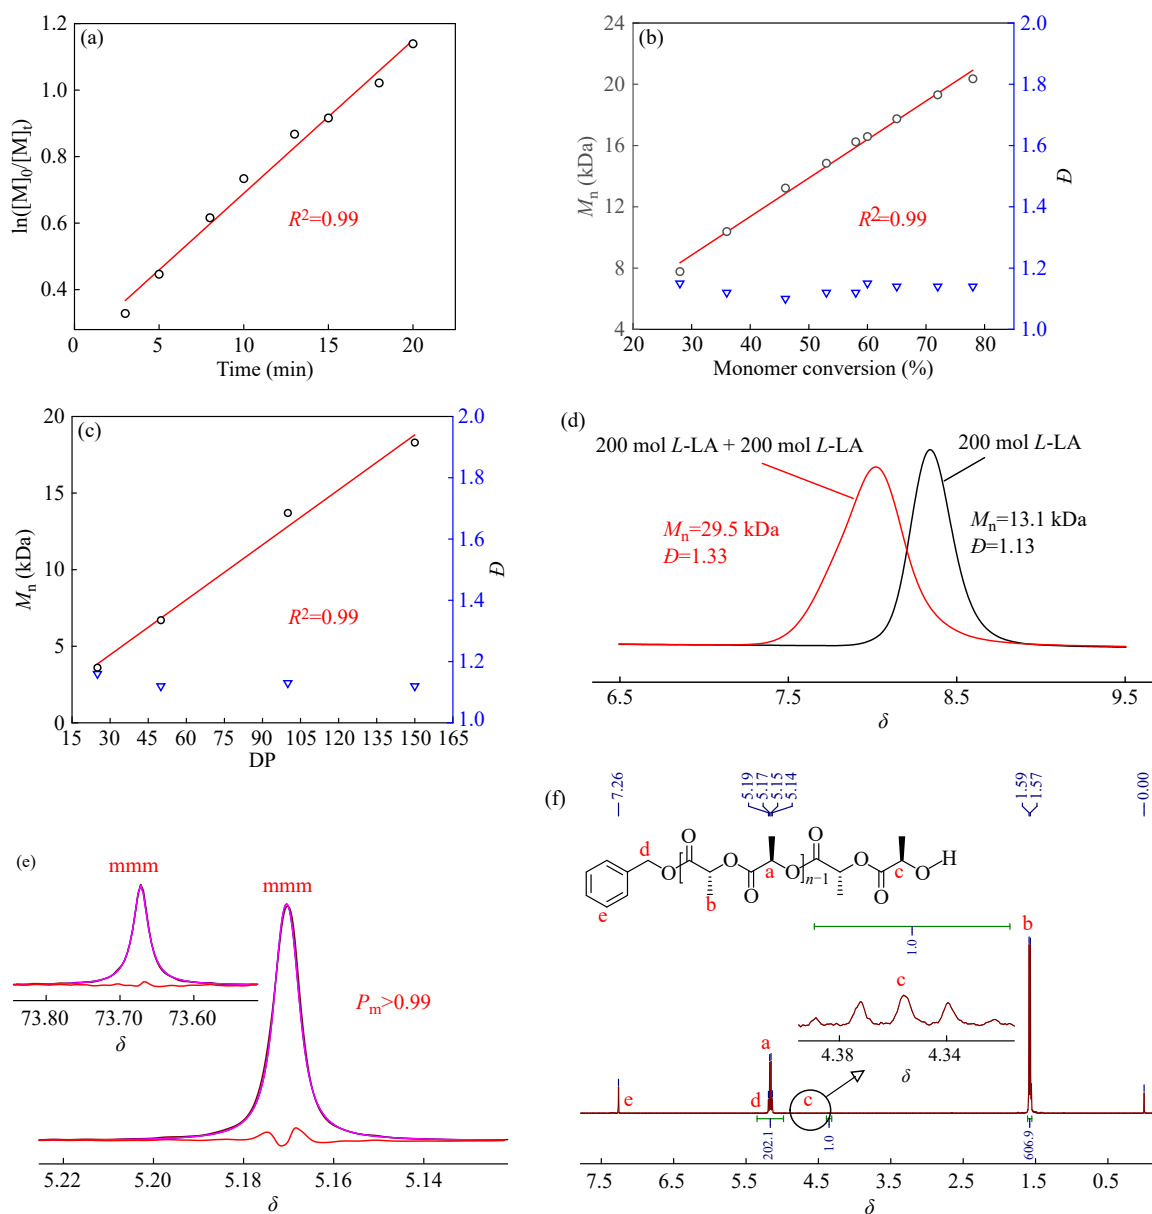 (a)
1.2
1.0
0.8
0.6
0.4
ln([M]0/[M]t)
R2=0.99
0
5
10
15
20
Time (min)
(b)
24
20
16
12
8
4
Mn (kDa)
R2=0.99
2.0
1.8
1.6
1.4
1.2
1.0
Đ
20
30
40
50
60
70
80
Monomer conversion (%)
(c)
20
15
10
5
0
Mn (kDa)
R2=0.99
2.0
1.8
1.6
1.4
1.2
1.0
Đ
15
30
45
60
75
90
105
120
135
150
165
DP
(d)
200 mol L-LA + 200 mol L-LA
200 mol L-LA
Mn=29.5 kDa
Đ=1.33
Mn=13.1 kDa
Đ=1.13
6.5
7.5
8.5
9.5
δ
(e)
mmm
73.80
73.70
73.60
δ
mmm
Pm>0.99
5.22
5.20
5.18
5.16
5.14
δ
(f)
7.26
5.19
5.17
5.15
5.14
1.59
1.57
0.00
d
e
O
O
O
O
a
b
O
n−1
O
O
O
c
O
H
1.0
c
4.38
4.34
δ
e
d
a
c
b
202.1
1.0
606.9
7.5
6.5
5.5
4.5
3.5
2.5
1.5
0.5
δ